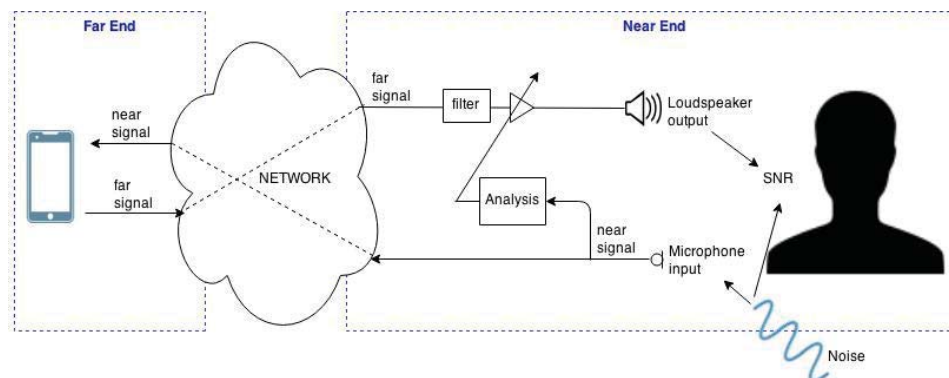 Far End
Near End
near
signal
far
signal
NETWORK
far
signal
filter
Loudspeaker
output
SNR
Analysis
near
signal
Microphone
input
Noise